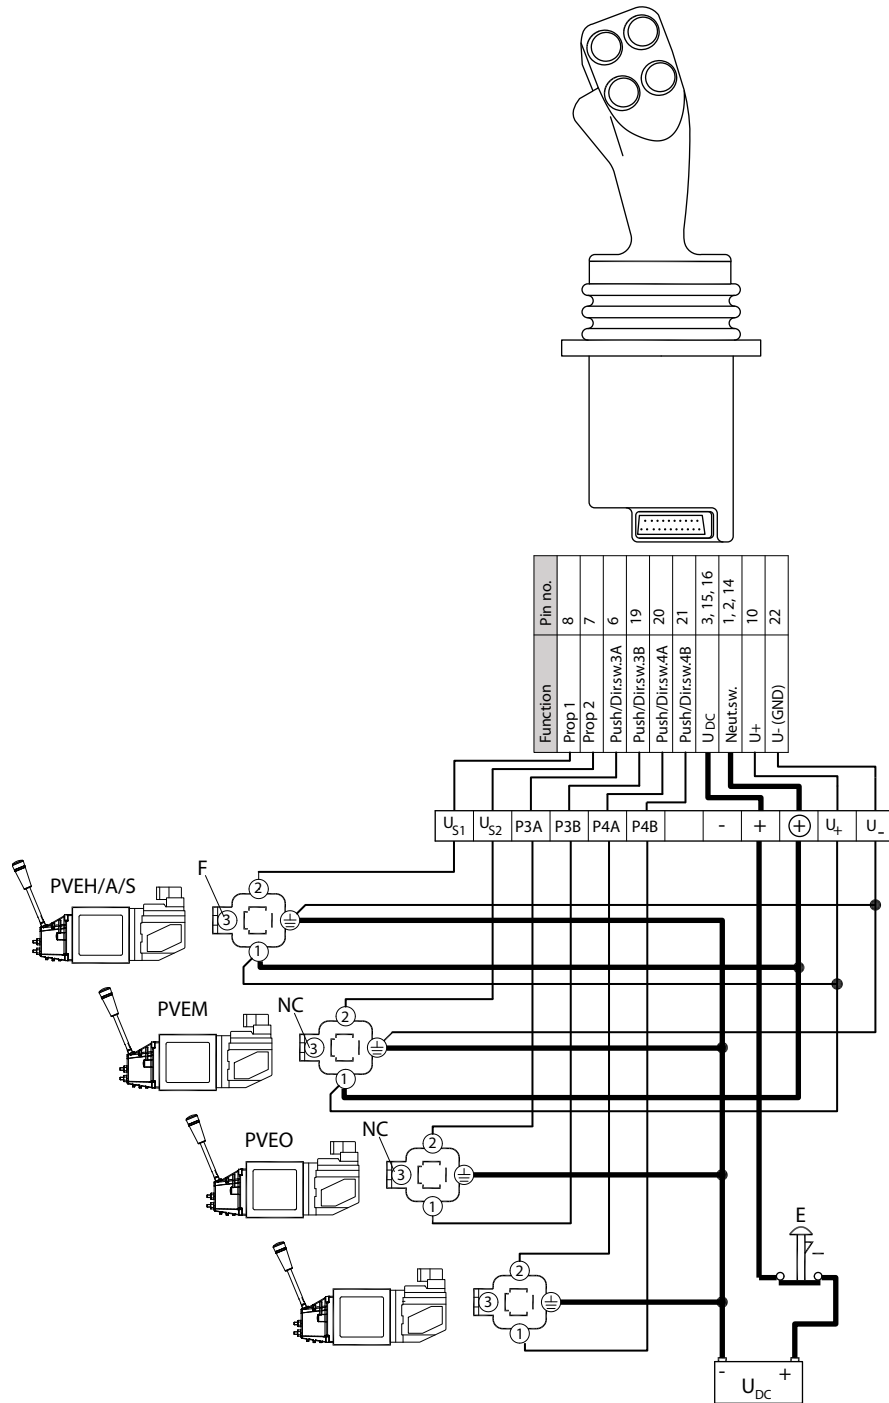 Function Pin no.
Prop 1 8
Prop 2 7
Push/Dir.sw.3A 6
Push/Dir.sw.3B 19
Push/Dir.sw.4A 20
Push/Dir.sw.4B 21
UDC 3, 15, 16
Neut.sw. 1, 2, 14
U+ 10
U- (GND) 22
US1 US2 P3A P3B P4A P4B - + + U+ U-
PVEH/A/S
F
2
3
1
PVEM
NC
2
3
1
PVEO
NC
2
3
1
E
2
3
1
- +
UDC